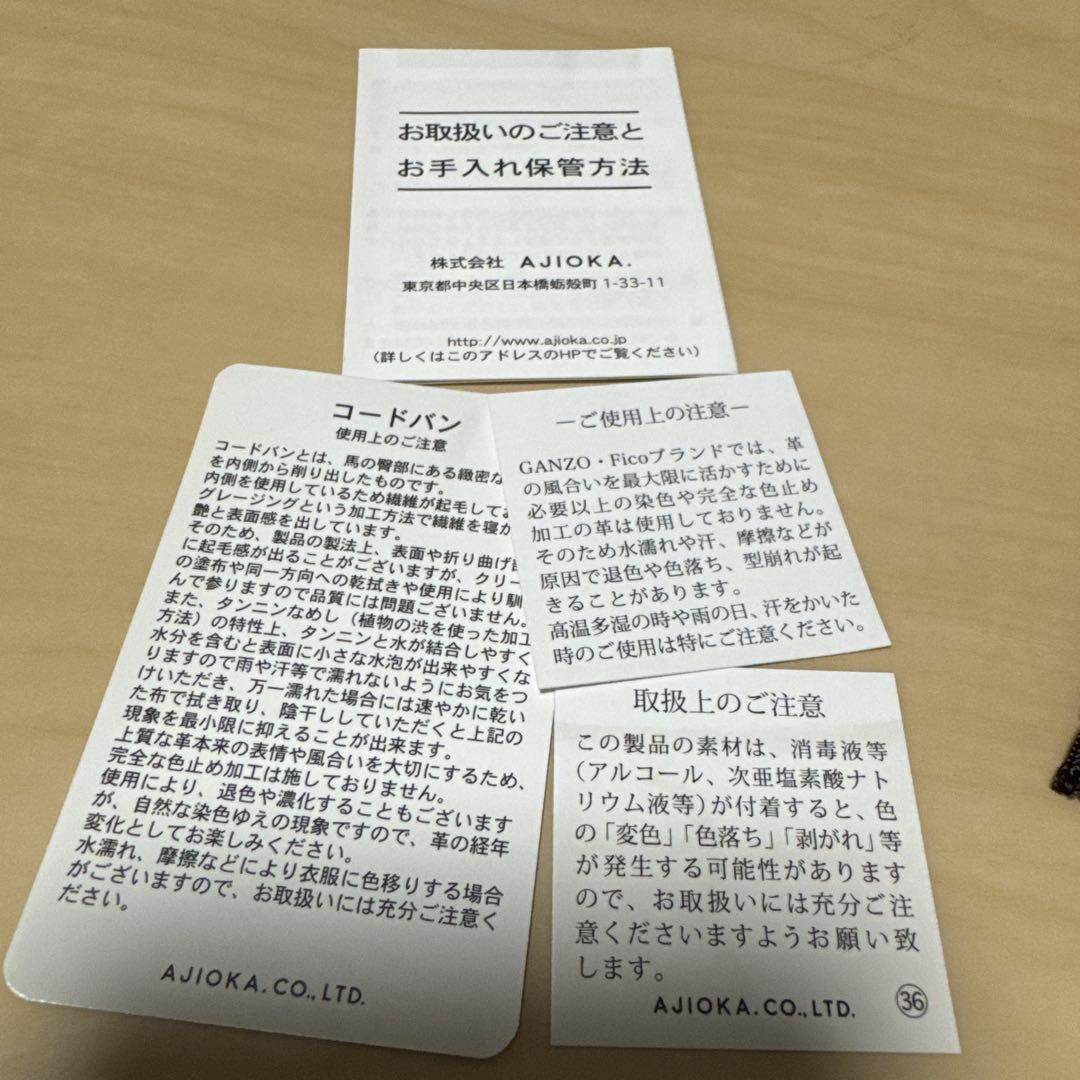 お取扱いのご注意と
お手入れ保管方法
株式会社 AJIOKA.
東京都中央区日本橋蛎殻町 1-33-11
http://www.ajioka.co.jp
(詳しくはこのアドレスのHPでご覧ください)
コードバン
使用上のご注意
コードバンとは、馬の臀部にある緻密な
を内側から削り出したものです。
内側を使用しているため繊維が起毛してお
グレージングという加工方法で繊維を寝か
艶と表面感を出しています。
そのため、製品の製法上、表面や折り曲げ
に起毛感が出ることがございますが、クリー
の塗布や同一方向への乾拭きや使用により馴
んで参りますので品質には問題ございません。
また、タンニンなめし（植物の渋を使った加工
方法）の特性上、タンニンと水が結合しやすく
水分を含むと表面に小さな水泡が出来やすくな
りますので雨や汗等で濡れないようにお気をつ
けいただき、万一濡れた場合には速やかに乾い
た布で拭き取り、陰干ししていただくと上記の
現象を最小限に抑えることが出来ます。
上質な革本来の表情や風合いを大切にするため、
完全な色止め加工は施しておりません。
使用により、退色や濃化することもございます
が、自然な染色ゆえの現象ですので、革の経年
変化としてお楽しみください。
水濡れ、摩擦などにより衣服に色移りする場合
がございますので、お取扱いには充分ご注意く
ださい。
AJIOKA.CO.,LTD.
－ご使用上の注意－
GANZO・Ficoブランドでは、革
の風合いを最大限に活かすために
必要以上の染色や完全な色止め
加工の革は使用しておりません。
そのため水濡れや汗、摩擦などが
原因で退色や色落ち、型崩れが起
きることがあります。
高温多湿の時や雨の日、汗をかいた
時のご使用は特にご注意ください。
取扱上のご注意
この製品の素材は、消毒液等
(アルコール、次亜塩素酸ナト
リウム液等)が付着すると、色
の「変色」「色落ち」「剥がれ」等
が発生する可能性があります
ので、お取扱いには充分ご注
意くださいますようお願い致
します。
AJIOKA.CO.,LTD. ㊱